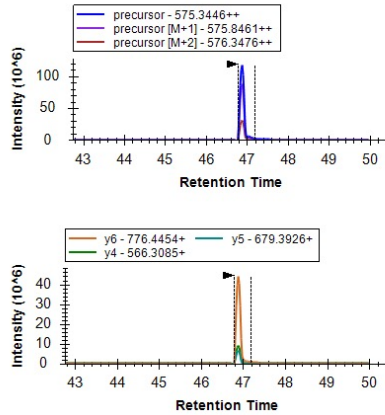 precursor - 575.3446++
precursor [M+1] - 575.8461++
precursor [M+2] - 576.3476++
Intensity (10^6)
100
50
0
43 44 45 46 47 48 49 50
Retention Time
y6 - 776.4454+ y5 - 679.3926+
y4 - 566.3085+
Intensity (10^6)
40
30
20
10
0
43 44 45 46 47 48 49 50
Retention Time